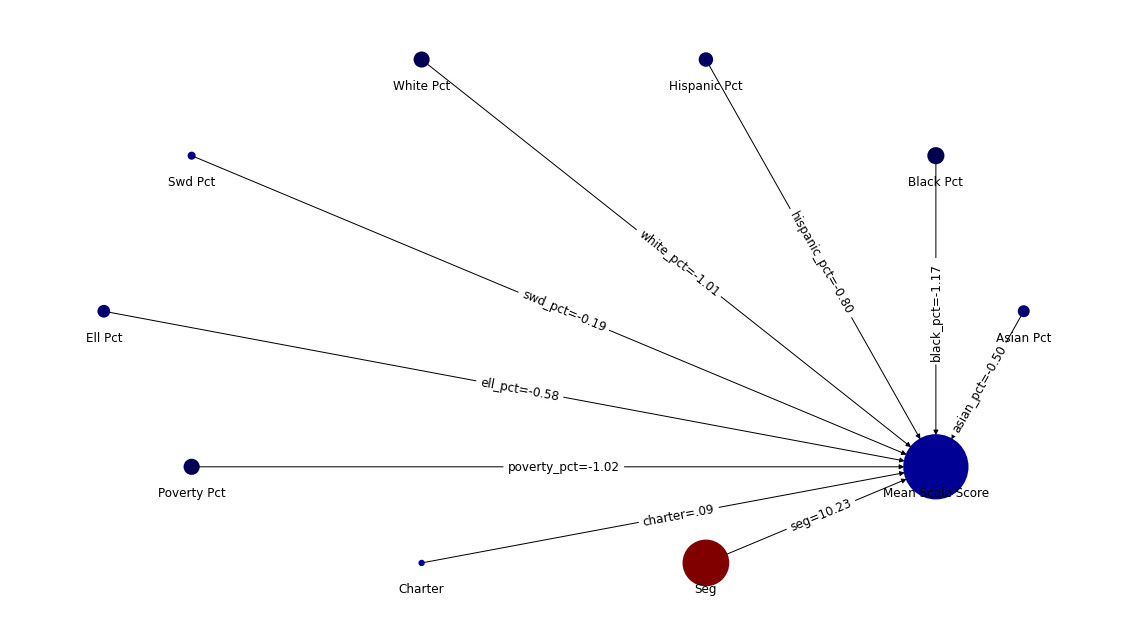 White Pct
Hispanic Pct
Swd Pct
Black Pct
hispanic_pct=-0.80
white_pct=-1.01
swd_pct=-0.19
black_pct=-1.17
Ell Pct
Asian Pct
asian_pct=-0.50
ell_pct=-0.58
poverty_pct=-1.02
Poverty Pct
Mean Scale Score
charter=.09
seg=10.23
Charter
Seg